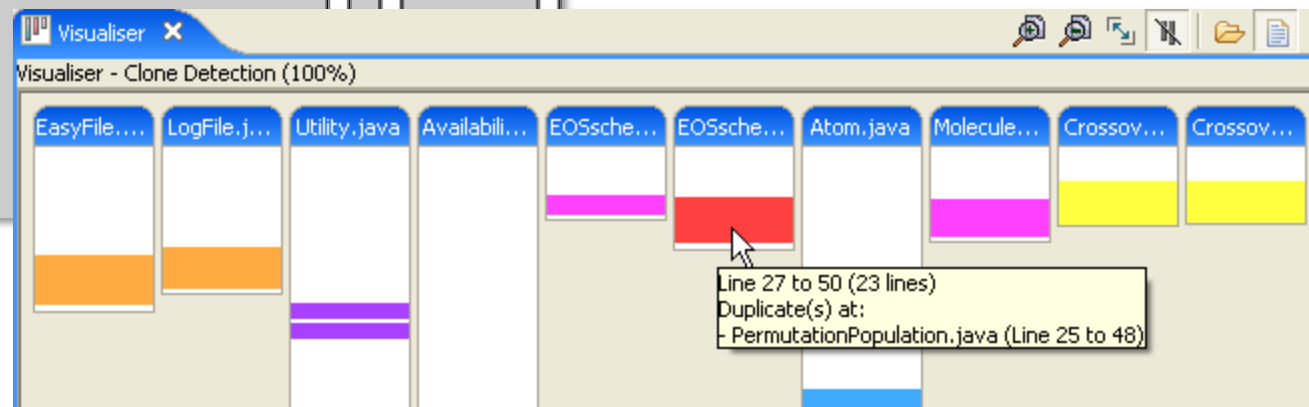 Visualiser
Visualiser - Clone Detection (100%)
EasyFile.... LogFile.j... Utility.java Availabili... EOSsche... EOSsche... Atom.java Molecule... Crossov... Crossov...
Line 27 to 50 (23 lines)
Duplicate(s) at:
- PermutationPopulation.java (Line 25 to 48)